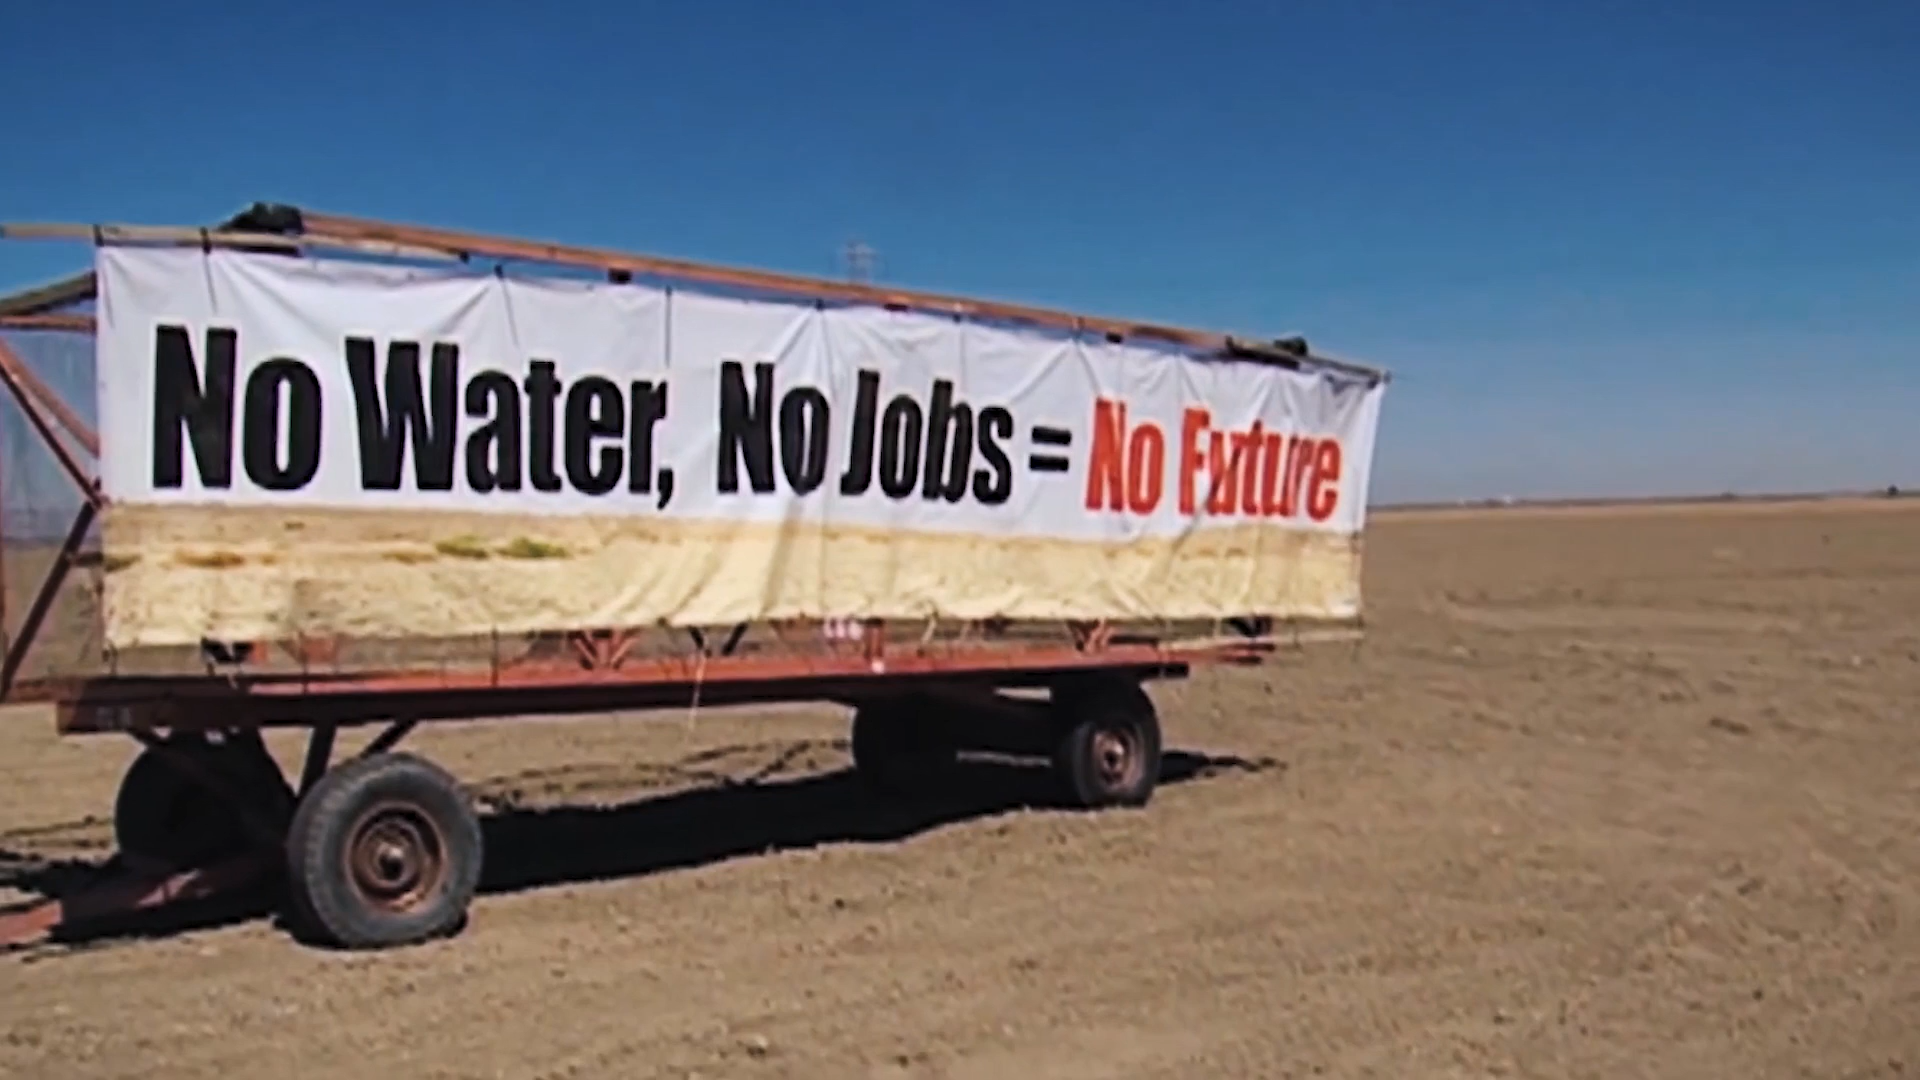 No Water, No Jobs = No Future